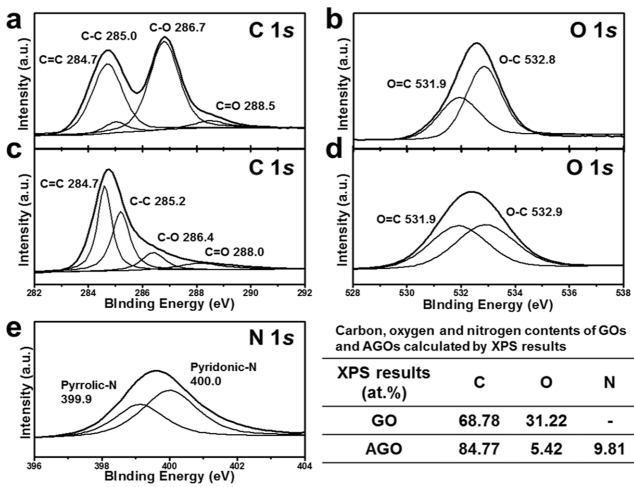 a
C 1s
C-C 285.0
C-O 286.7
C=C 284.7
C=O 288.5
Intensity (a.u.)
b
O 1s
O-C 532.8
O=C 531.9
Intensity (a.u.)
c
C 1s
C=C 284.7
C-C 285.2
C-O 286.4
C=O 288.0
Intensity (a.u.)
282 284 286 288 290 292
BInding Energy (eV)
d
O 1s
O=C 531.9
O-C 532.9
Intensity (a.u.)
528 530 532 534 536 538
BInding Energy (eV)
e
N 1s
Pyridonic-N
400.0
Pyrrolic-N
399.9
Intensity (a.u.)
396 398 400 402 404
BInding Energy (eV)
Carbon, oxygen and nitrogen contents of GOs
and AGOs calculated by XPS results
XPS results
(at.%)
C O N
GO 68.78 31.22 -
AGO 84.77 5.42 9.81